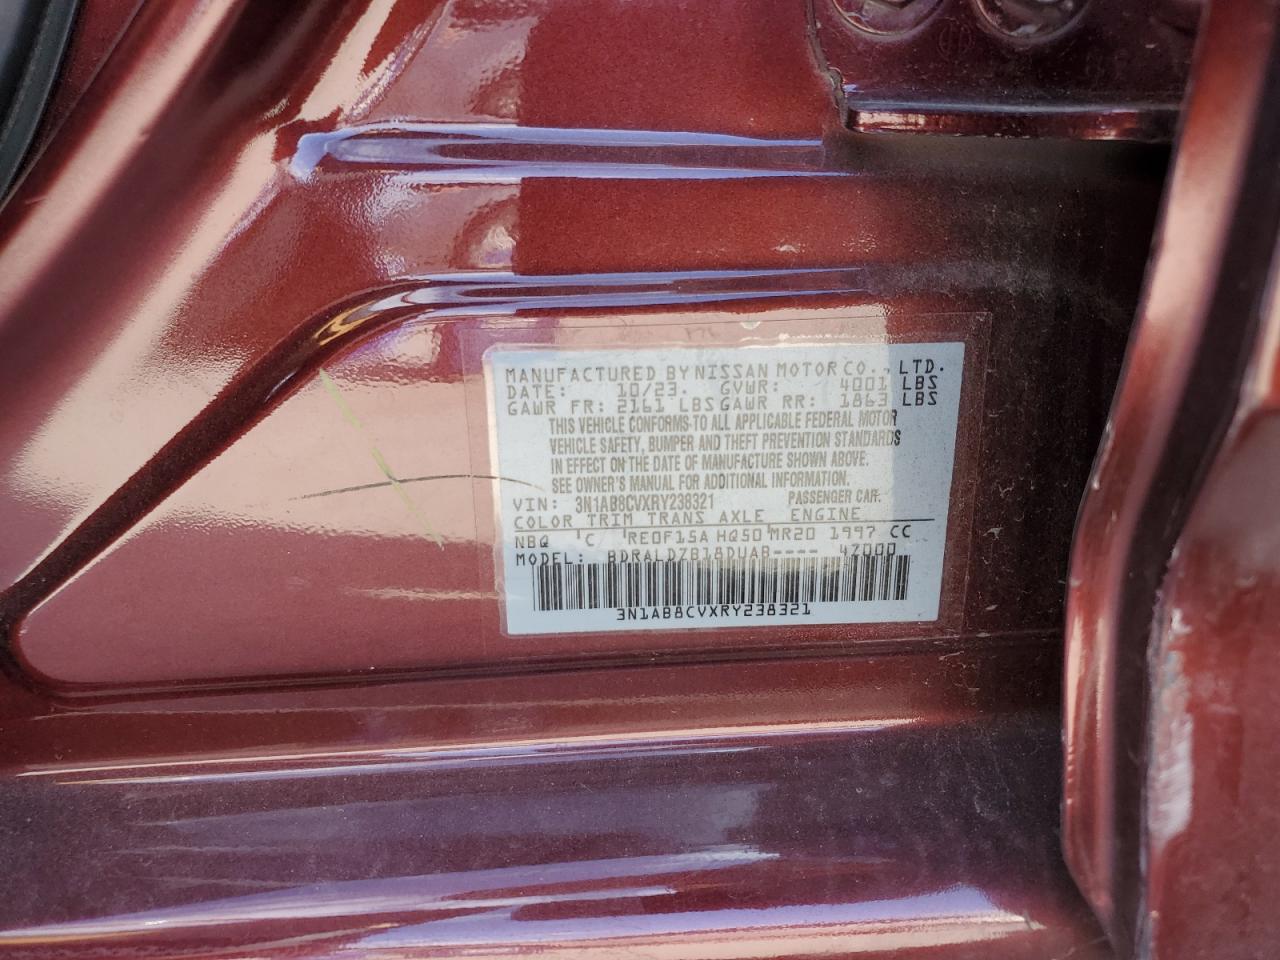 MANUFACTURED BY NISSAN MOTOR CO., LTD.
DATE: 10/23. GVWR: 4001 LBS
GAWR FR: 2161 LBS GAWR RR: 1863 LBS
THIS VEHICLE CONFORMS TO ALL APPLICABLE FEDERAL MOTOR
VEHICLE SAFETY, BUMPER AND THEFT PREVENTION STANDARDS
IN EFFECT ON THE DATE OF MANUFACTURE SHOWN ABOVE.
SEE OWNER'S MANUAL FOR ADDITIONAL INFORMATION.
VIN: 3N1AB8CVXRY238321 PASSENGER CAR.
COLOR TRIM TRANS AXLE ENGINE
NBQ C RE0F15A HQ50 MR20 1997 CC
MODEL: BDRALDZB18DUAB---- 47000
3N1AB8CVXRY238321